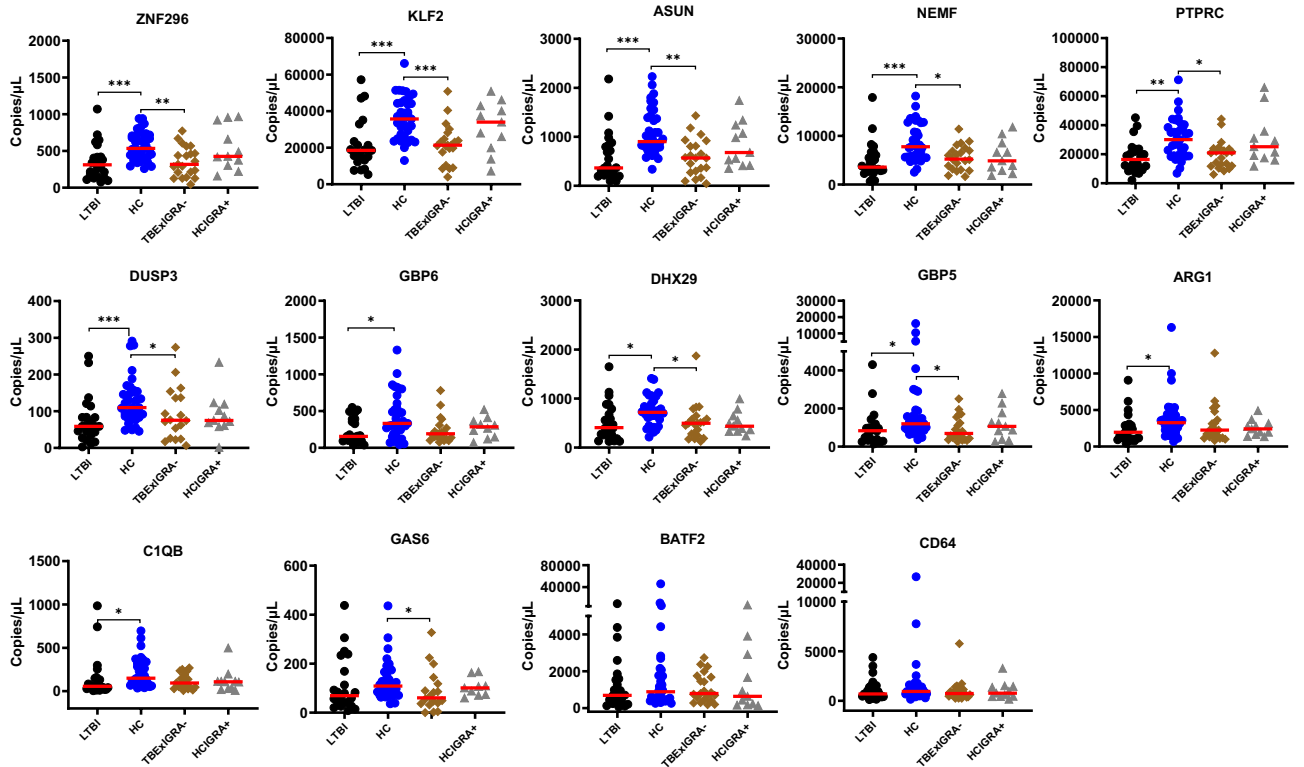 ZNF296
Copies/µL
2000
1500
1000
500
0
***
**
LTBI
HC
TBExIGRA-
HCIGRA+
KLF2
Copies/µL
80000
60000
40000
20000
0
***
***
LTBI
HC
TBExIGRA-
HCIGRA+
ASUN
Copies/µL
3000
2000
1000
0
***
**
LTBI
HC
TBExIGRA-
HCIGRA+
NEMF
Copies/µL
30000
20000
10000
0
***
*
LTBI
HC
TBExIGRA-
HCIGRA+
PTPRC
Copies/µL
100000
80000
60000
40000
20000
0
**
*
LTBI
HC
TBExIGRA-
HCIGRA+
DUSP3
Copies/µL
400
300
200
100
0
***
*
LTBI
HC
TBExIGRA-
HCIGRA+
GBP6
Copies/µL
2000
1500
1000
500
0
*
LTBI
HC
TBExIGRA-
HCIGRA+
DHX29
Copies/µL
3000
2000
1000
0
*
*
LTBI
HC
TBExIGRA-
HCIGRA+
GBP5
Copies/µL
30000
20000
10000
4000
2000
0
*
*
LTBI
HC
TBExIGRA-
HCIGRA+
ARG1
Copies/µL
20000
15000
10000
5000
0
*
LTBI
HC
TBExIGRA-
HCIGRA+
C1QB
Copies/µL
1500
1000
500
0
*
LTBI
HC
TBExIGRA-
HCIGRA+
GAS6
Copies/µL
600
400
200
0
*
LTBI
HC
TBExIGRA-
HCIGRA+
BATF2
Copies/µL
80000
40000
4000
2000
0
LTBI
HC
TBExIGRA-
HCIGRA+
CD64
Copies/µL
40000
20000
10000
5000
0
LTBI
HC
TBExIGRA-
HCIGRA+